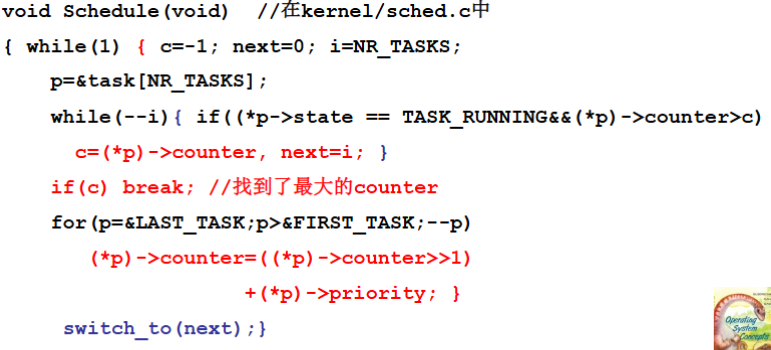 void Schedule(void)  //在kernel/sched.c中
{ while(1) { c=-1; next=0; i=NR_TASKS;
p=&task[NR_TASKS];
while(--i){ if((*p->state == TASK_RUNNING&&(*p)->counter>c)
c=(*p)->counter, next=i; }
if(c) break; //找到了最大的counter
for(p=&LAST_TASK;p>&FIRST_TASK;--p)
(*p)->counter=((*p)->counter>>1)
+(*p)->priority; }
switch_to(next);}
Operating
System
Concepts